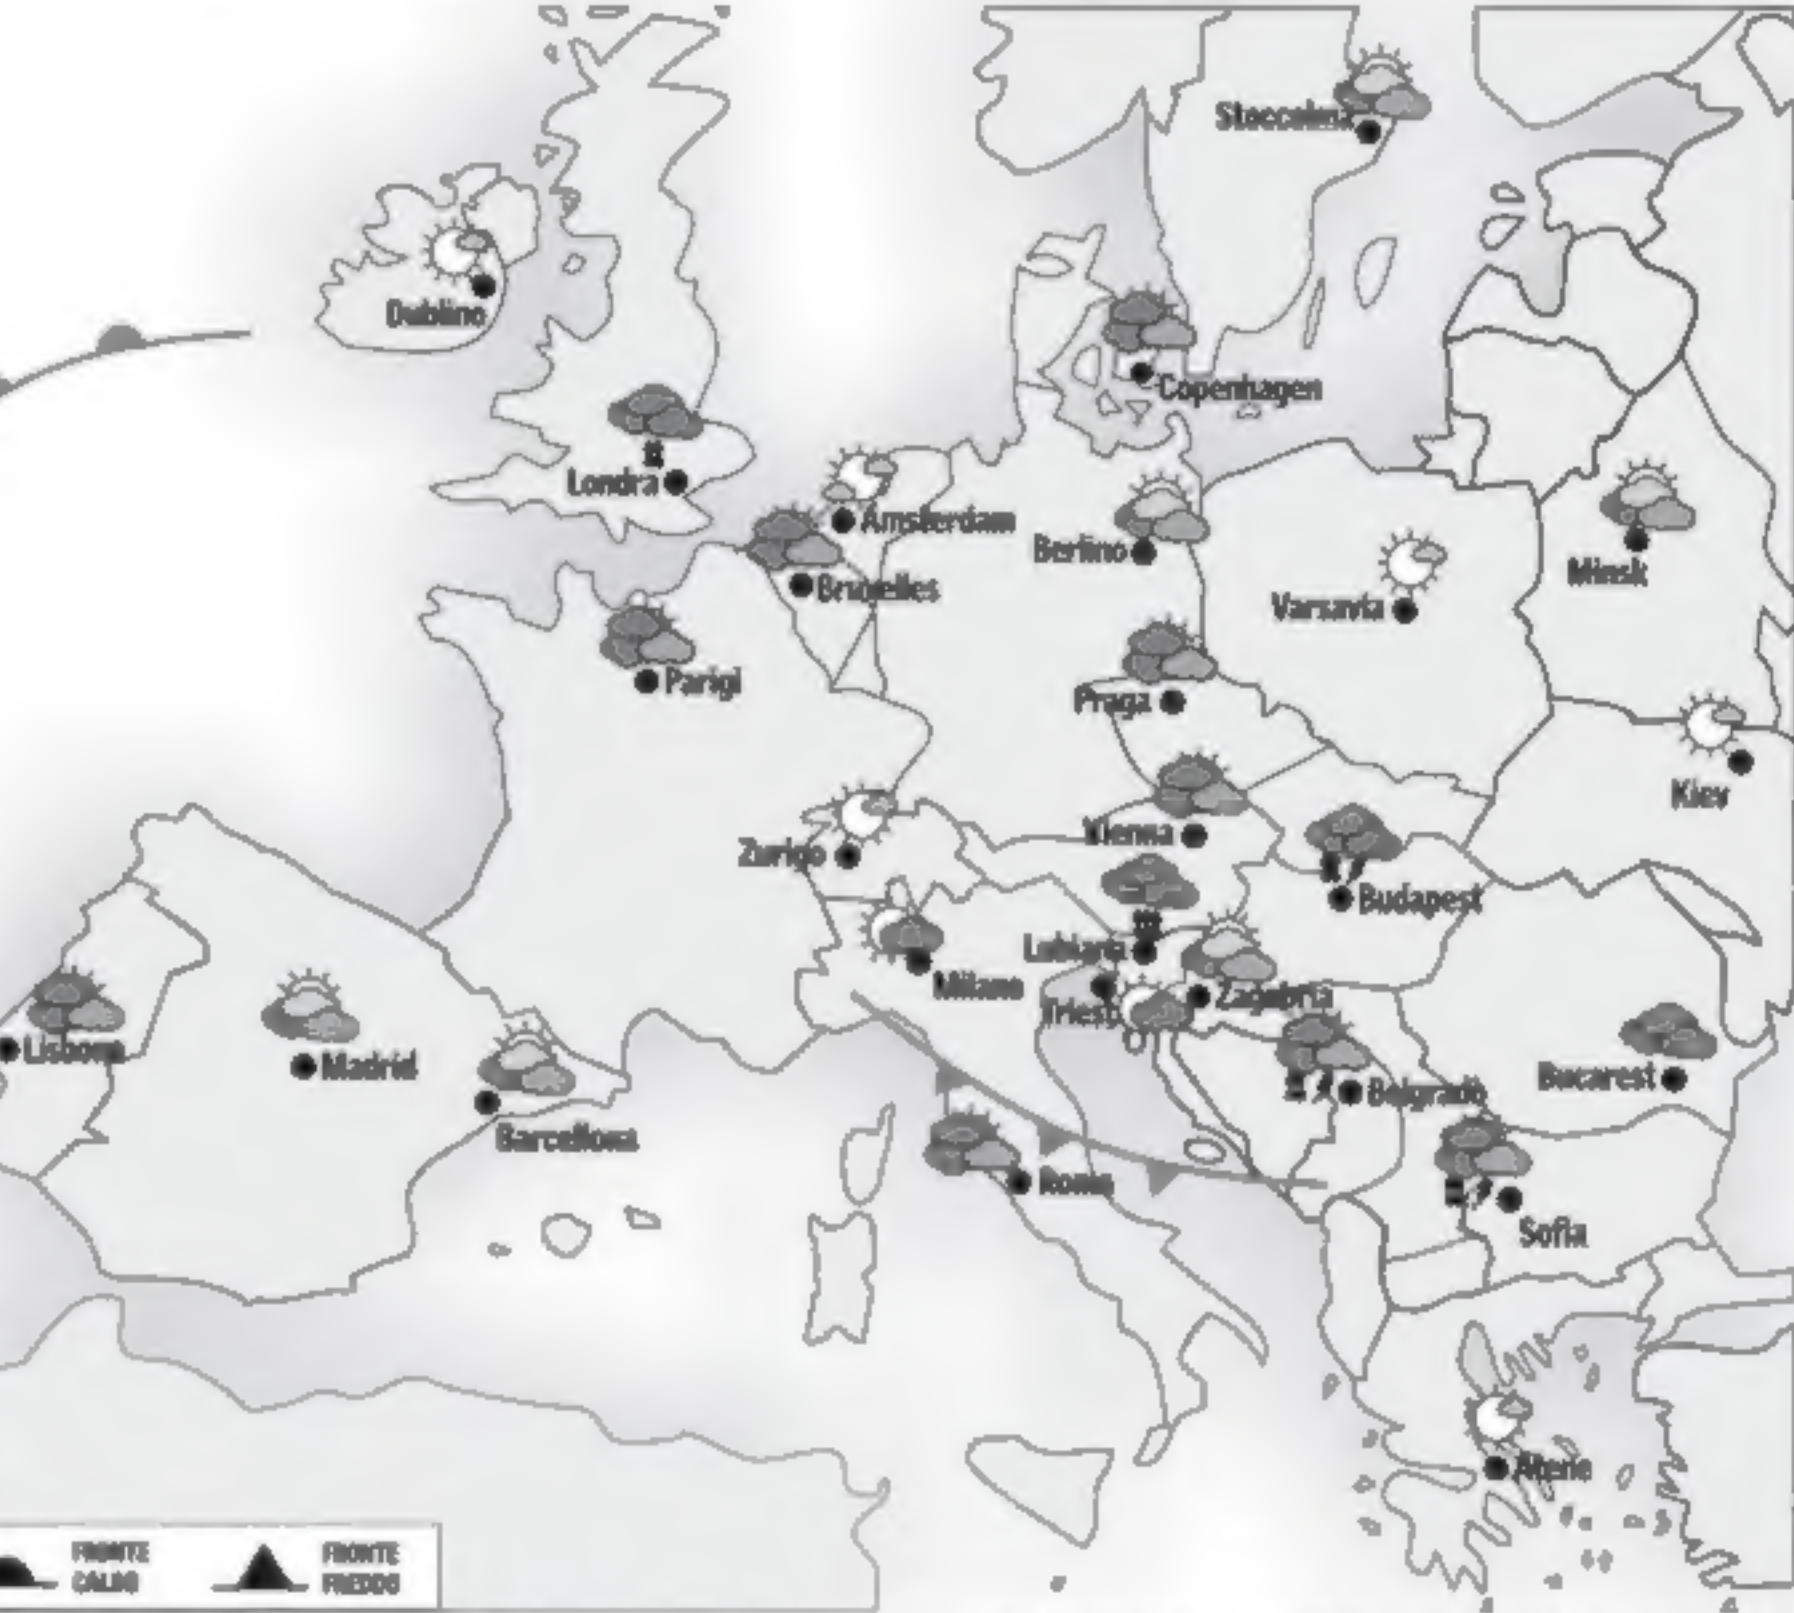 Stoccolma
Dublino
Copenhagen
Londra
Amsterdam
Berlino
Minsk
Bruxelles
Varsavia
Parigi
Praga
Kiev
Vienna
Zurigo
Budapest
Lubiana
Milano
Zagabria
Triest
Lisbona
Madrid
Bucarest
Belgrado
Barcellona
Roma
Sofia
Atene
FRONTE
CALDO
FRONTE
FREDDO